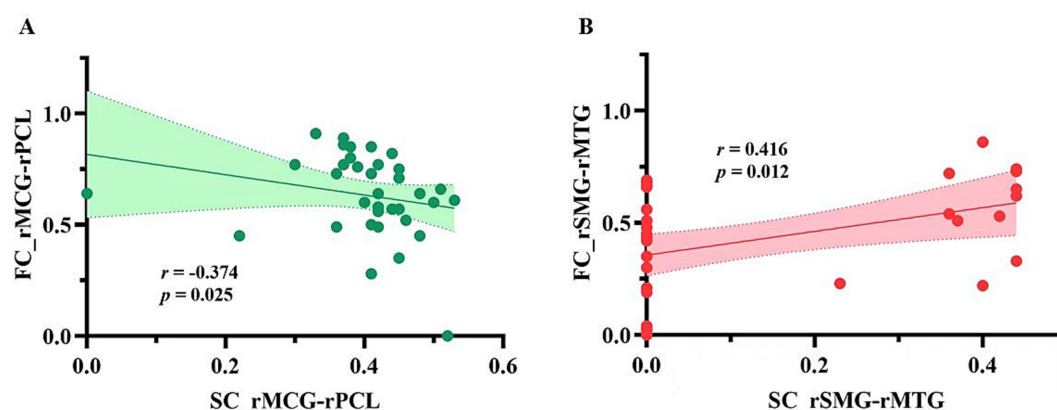 A
B
FC_rMCG-rPCL
1.0
0.5
0.0
r = -0.374
p = 0.025
0.0
0.2
0.4
0.6
SC_rMCG-rPCL
FC_rSMG-rMTG
1.0
0.5
0.0
r = 0.416
p = 0.012
0.0
0.2
0.4
SC_rSMG-rMTG